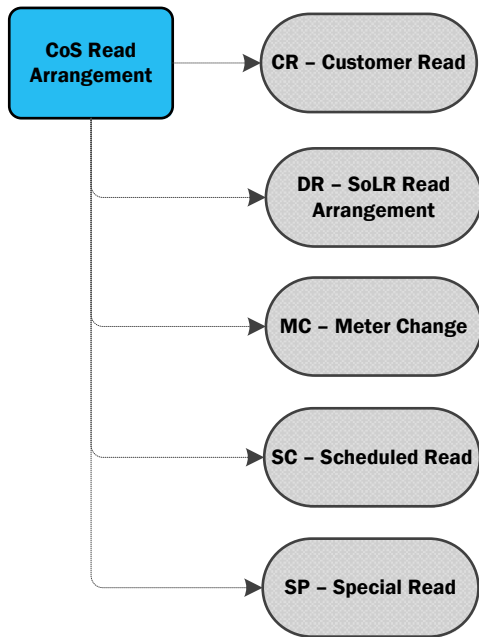 CoS Read
Arrangement
CR – Customer Read
DR – SoLR Read
Arrangement
MC – Meter Change
SC – Scheduled Read
SP – Special Read